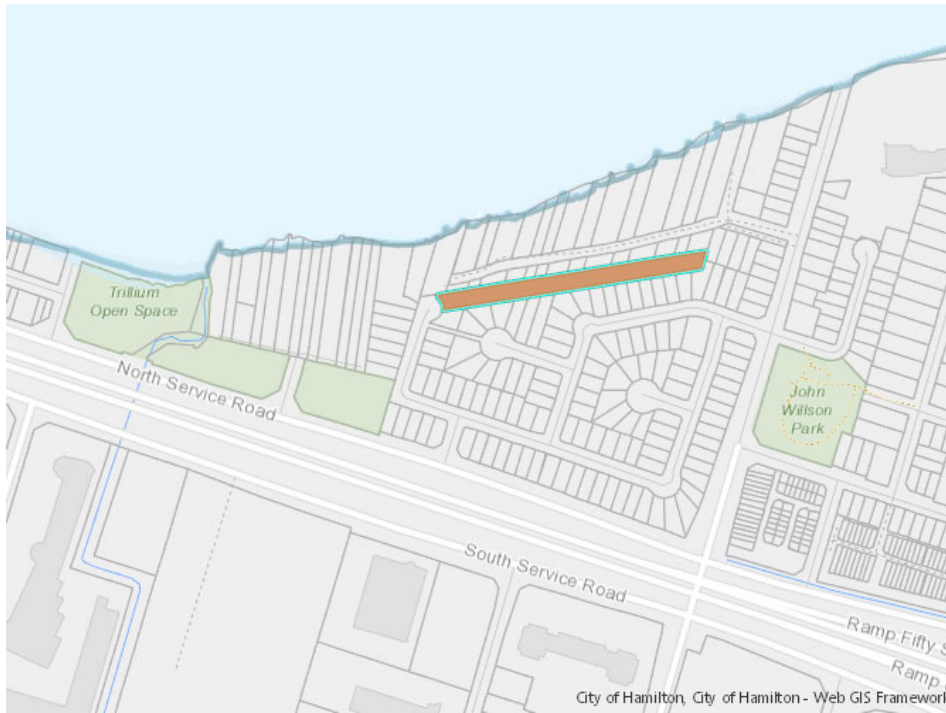 Trillium
Open Space
North Service Road
John
Willson
Park
South Service Road
Ramp Fifty
Ramp
City of Hamilton, City of Hamilton - Web GIS Framework